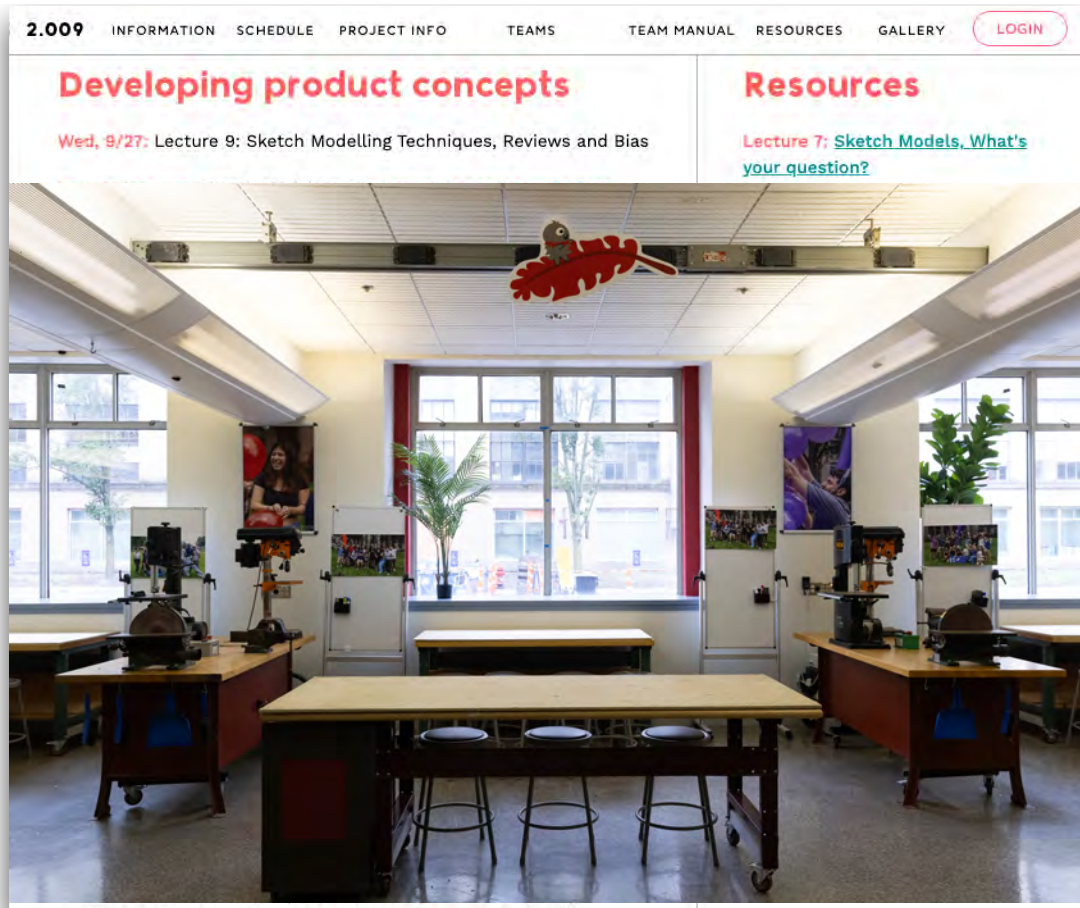 2.009 INFORMATION SCHEDULE PROJECT INFO TEAMS TEAM MANUAL RESOURCES GALLERY LOGIN
Developing product concepts
Wed, 9/27: Lecture 9: Sketch Modelling Techniques, Reviews and Bias
Resources
Lecture 7: Sketch Models, What's
your question?